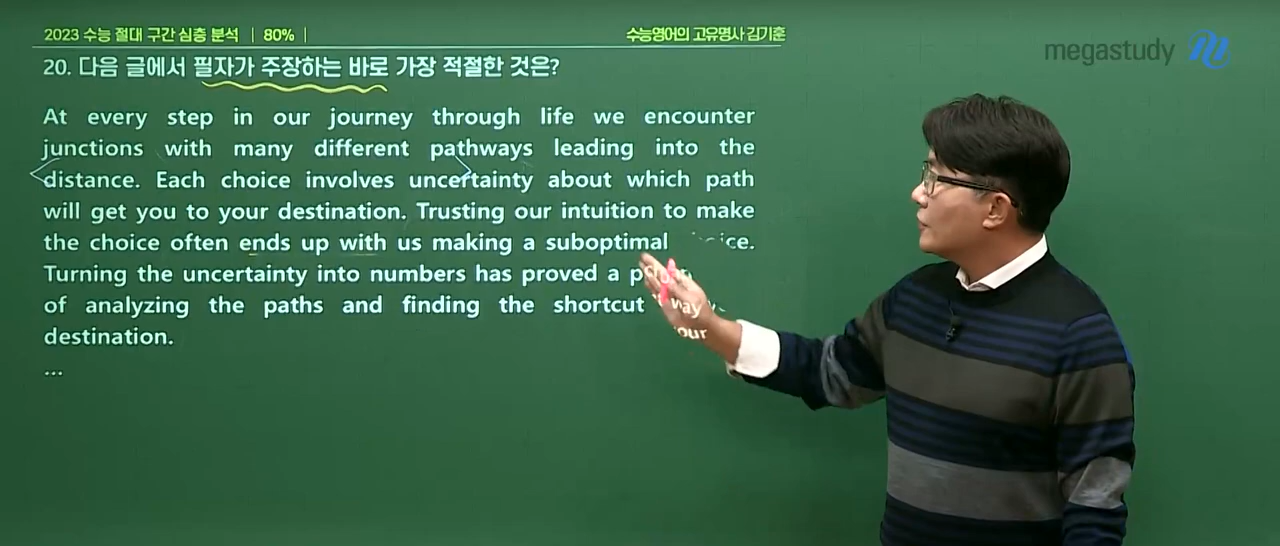 2023 수능 절대 구간 심층 분석 | 80% |
수능영어의 고유명사 김기훈
megastudy
20. 다음 글에서 필자가 주장하는 바로 가장 적절한 것은?
At every step in our journey through life we encounter
junctions with many different pathways leading into the
distance. Each choice involves uncertainty about which path
will get you to your destination. Trusting our intuition to make
the choice often ends up with us making a suboptimal
Turning the uncertainty into numbers has proved a
of analyzing the paths and finding the shortcut
destination.
...
way
our